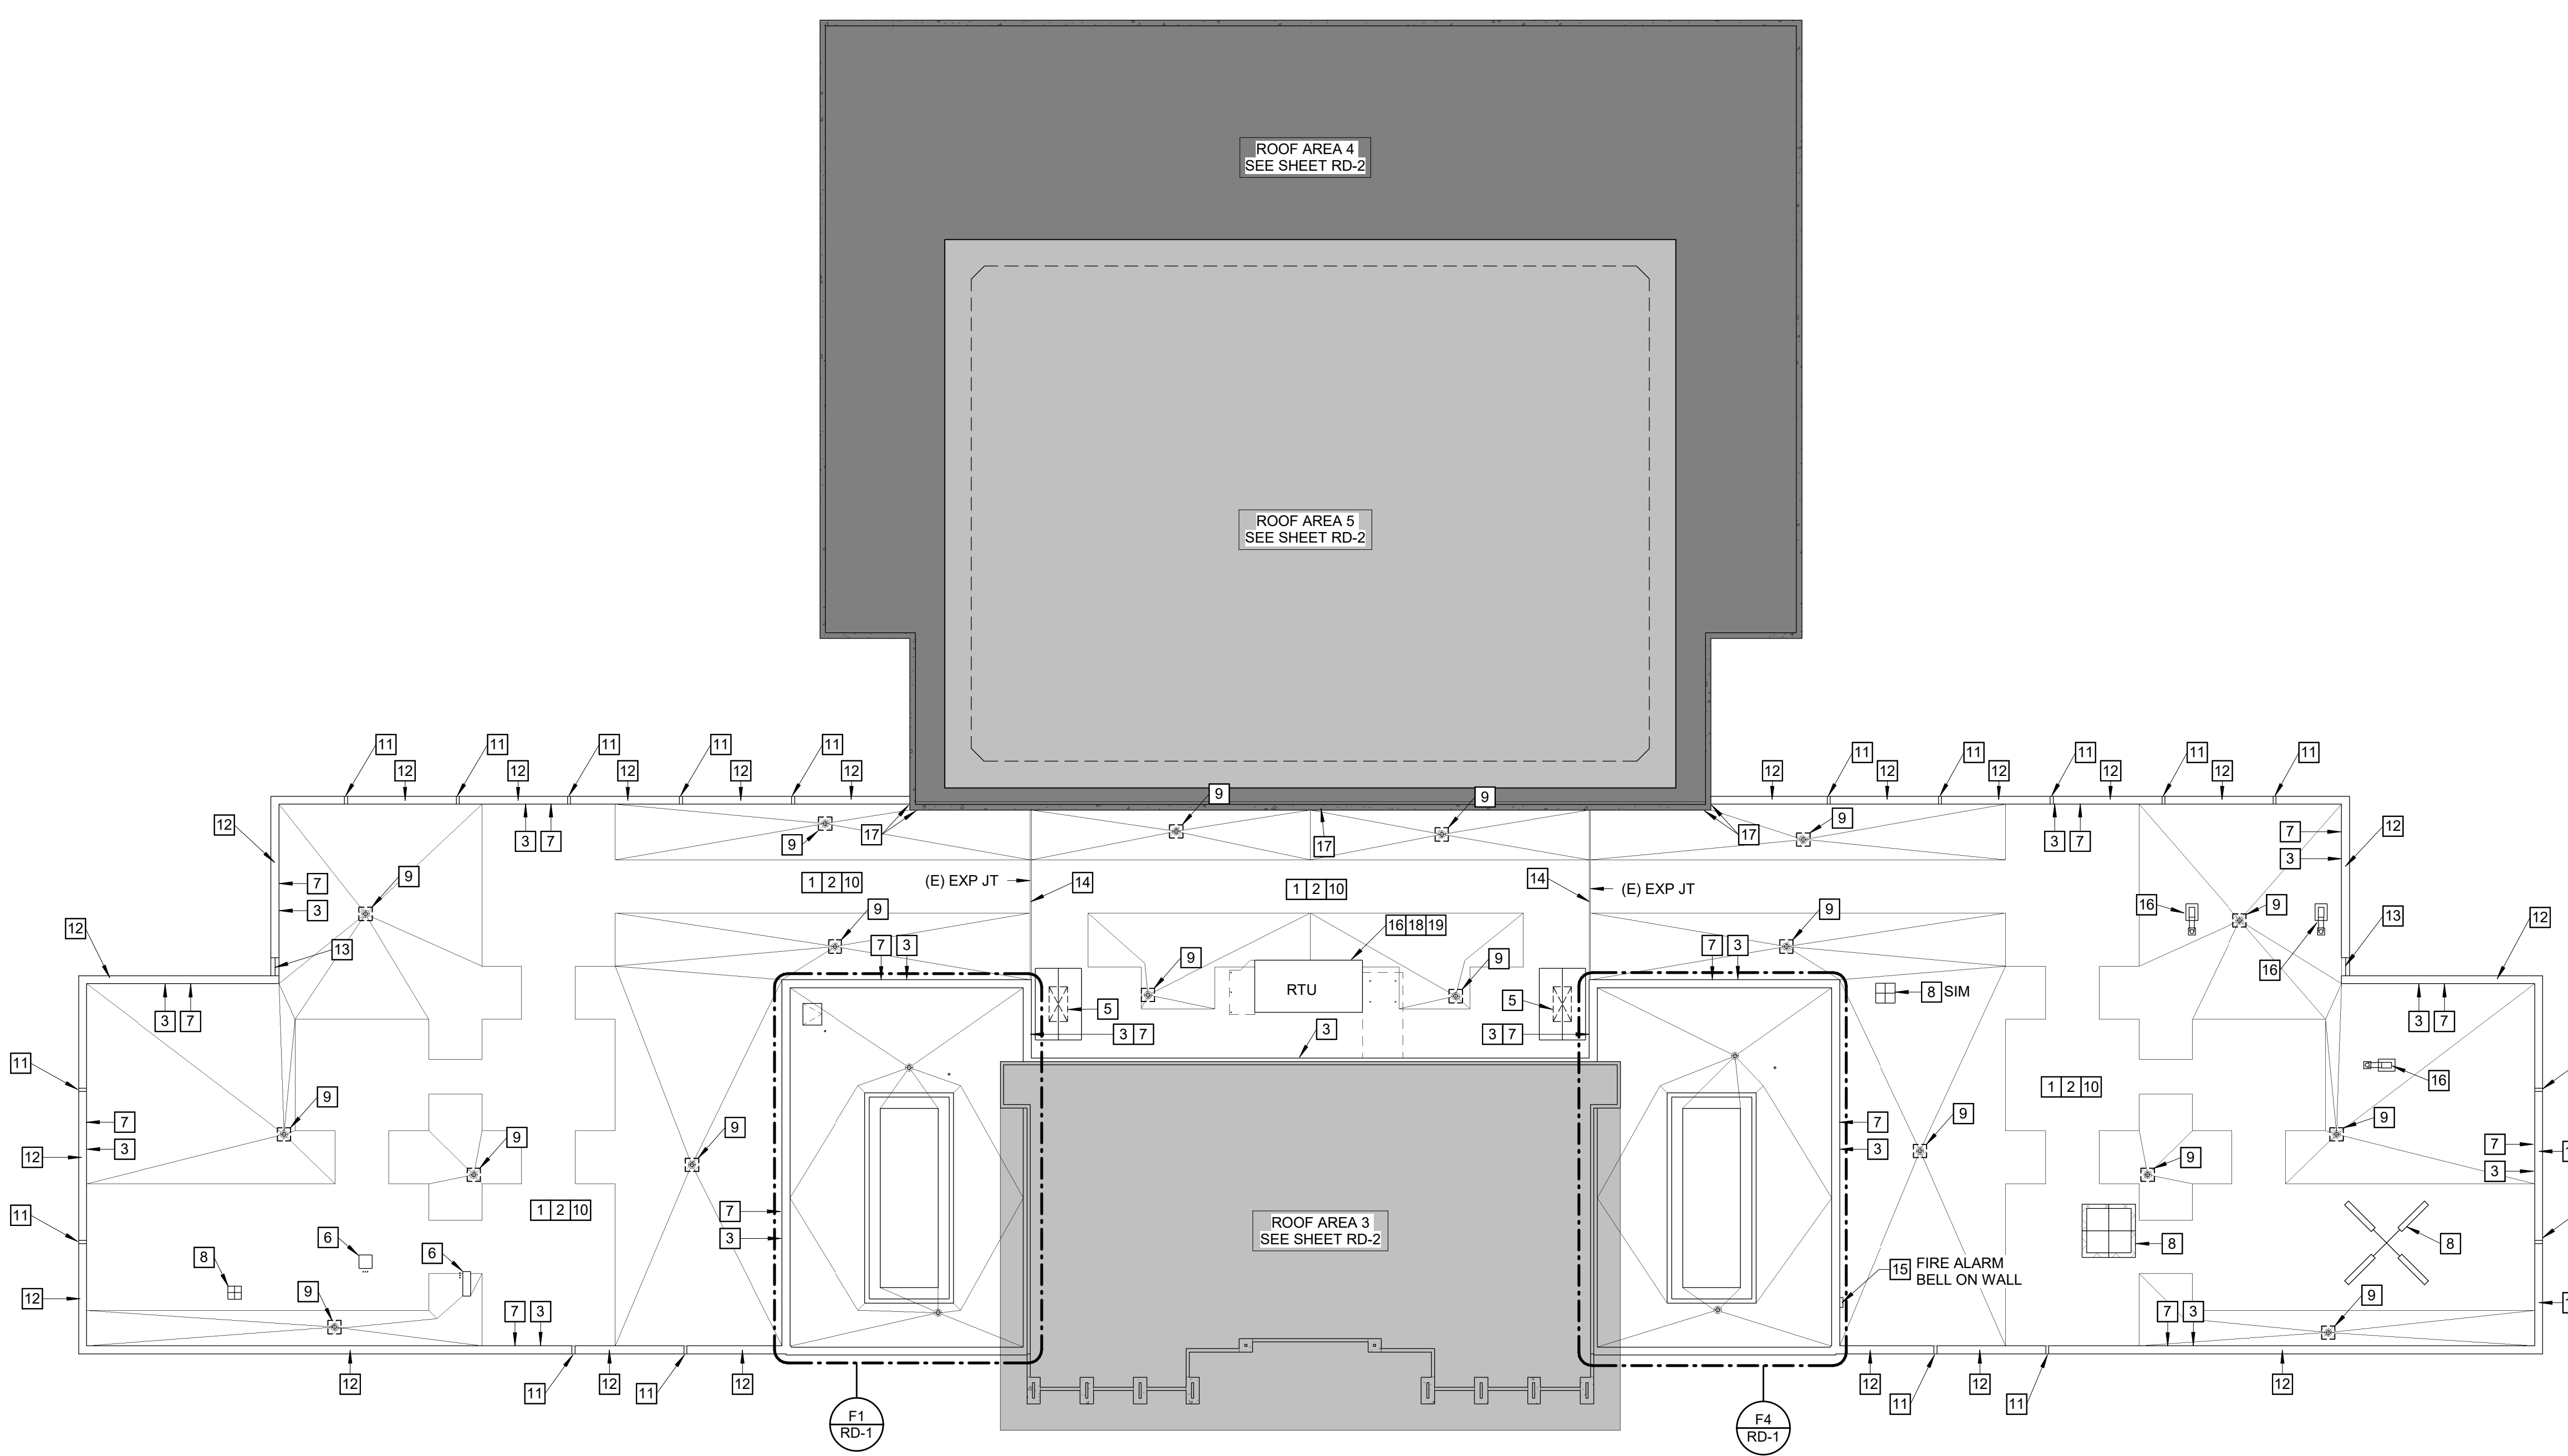 ROOF AREA 4
SEE SHEET RD-2
ROOF AREA 5
SEE SHEET RD-2
11 11 11 11 11 11 11 11 11 11
12 12 12 12 12 12 12 12 12 12
9 9
12 3 7 9 17 17 17 9 3 7 7 12
3
7 9 1 2 10 (E) EXP JT 14 1 2 10 14 (E) EXP JT
3 9 9 16 9 13
12 13 7 3 16 18 19 7 3 16 12
9 9
RTU
5 5 8 SIM
3 7 3 7 3 3 7 3 7
11 16
1 2 10
9 9 9 9
7 7 7
3 9 3 9 3
12
7 1 2 10 3
11 7
3 ROOF AREA 3
SEE SHEET RD-2
6 6 8 8
8 15 FIRE ALARM
BELL ON WALL
12 9 7 3 7 3 9
12 11 12 11 12 12 11 12 11 12
F1
RD-1
F4
RD-1